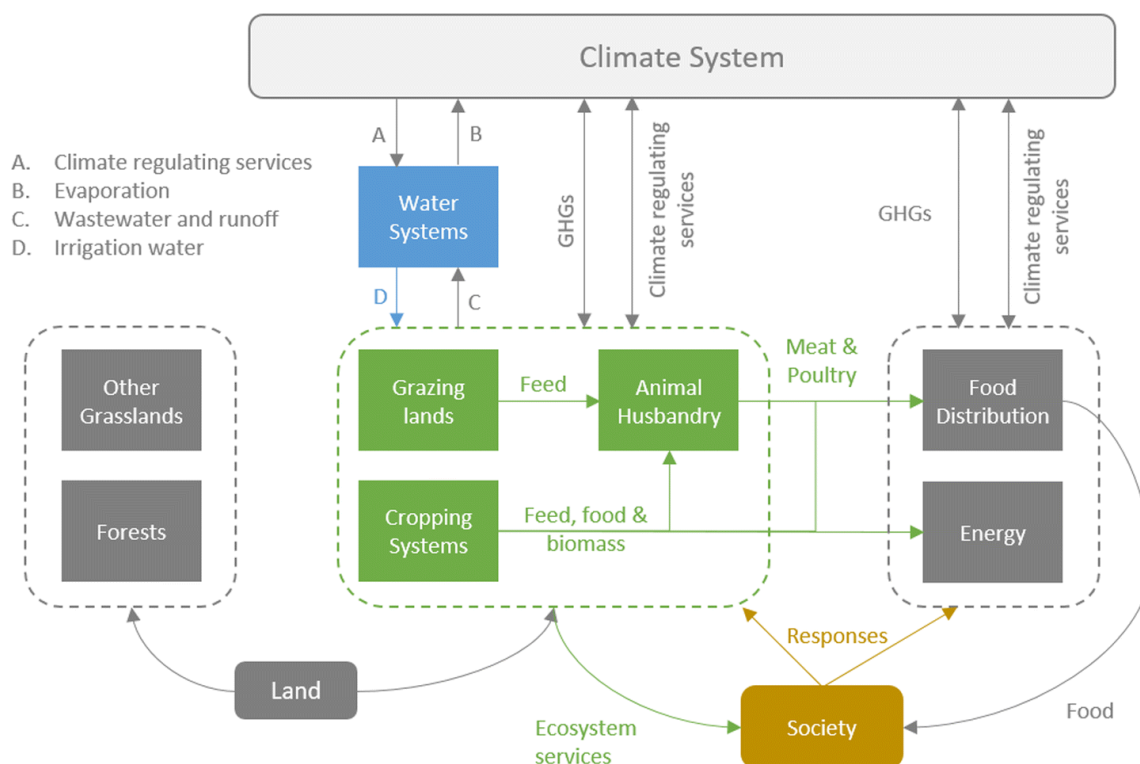 Climate System
A
B
A. Climate regulating services
B. Evaporation
C. Wastewater and runoff
D. Irrigation water
Water
Systems
GHGs
Climate regulating
services
GHGs
Climate regulating
services
D
C
Other
Grasslands
Forests
Grazing
lands
Feed
Animal
Husbandry
Meat &
Poultry
Food
Distribution
Cropping
Systems
Feed, food &
biomass
Energy
Responses
Land
Society
Food
Ecosystem
services